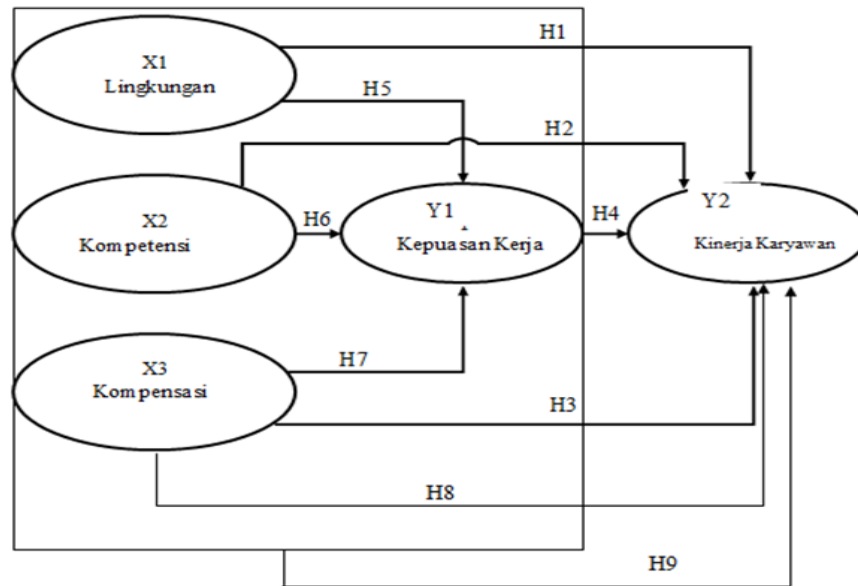 H1
X1
Lingkungan
H5
H2
X2
Kompetensi
H6
Y1
Kepuasan Kerja
H4
Y2
Kinerja Karyawan
X3
Kompensasi
H7
H3
H8
H9